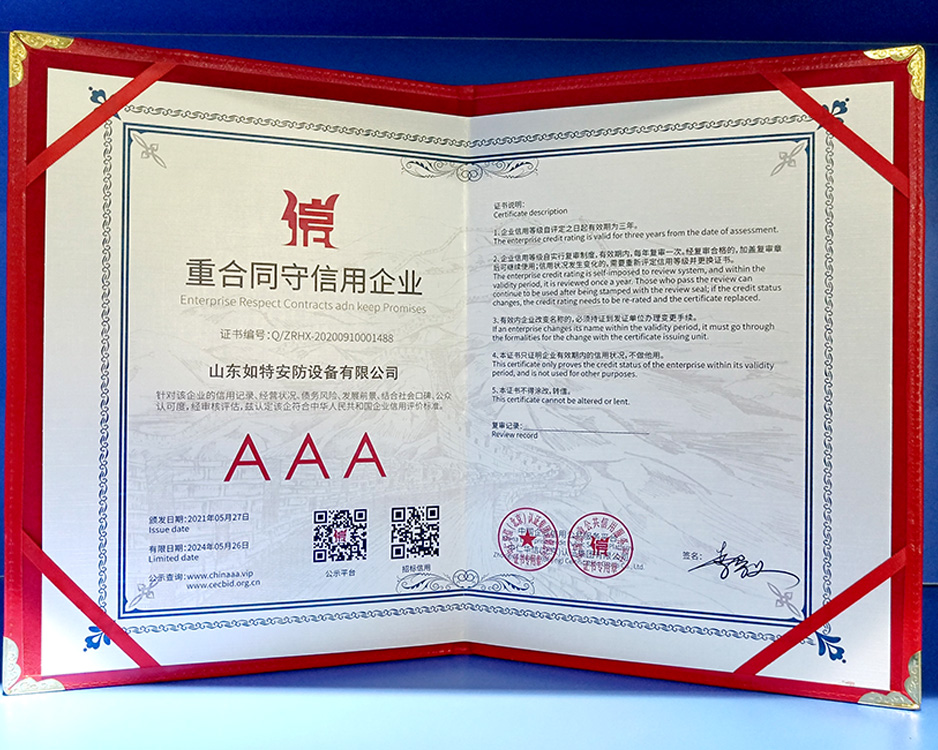 信
重合同守信用企业
Enterprise Respect Contracts adn keep Promises
证书编号：Q/ZRHX-20200910001488
山东如特安防设备有限公司
针对该企业的信用记录、经营状况、债务风险、发展前景、结合社会口碑、公众
认可度，经审核评估，兹认定该企符合中华人民共和国企业信用评价标准。
AAA
颁发日期：2021年05月27日
Issue date
有限日期：2024年05月26日
Limited date
公示查询：www.chinaaa.vip
www.cecbid.org.cn
公示平台
招标信用
证书说明：
Certificate description
1.企业信用等级自评定之日起有效期为三年。
The enterprise credit rating is valid for three years from the date of assessment.
2.企业信用等级自实行复审制度，有效期内，每年复审一次，经复审合格的，加盖复审章
后可继续使用；信用状况发生变化的，需要重新评定信用等级并更换证书。
The enterprise credit rating is self-imposed to review system, and within the
validity period, it is reviewed once a year. Those who pass the review can
continue to be used after being stamped with the review seal; if the credit status
changes, the credit rating needs to be re-rated and the certificate replaced.
3.有效内企业改变名称的，必须持证到发证单位办理变更手续。
If an enterprise changes its name within the validity period, it must go through
the formalities for the change with the certificate issuing unit.
4.本证书只证明企业有效期内的信用状况，不做他用。
This certificate only proves the credit status of the enterprise within its validity
period, and is not used for other purposes.
5.本证书不得涂改，转借。
This certificate cannot be altered or lent.
复审记录：
Review record
签名：